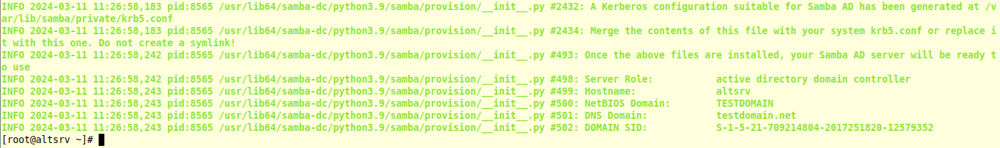 INFO 2024-03-11 11:26:58,183 pid:8565 /usr/lib64/samba-dc/python3.9/samba/provision/__init__.py #2432: A Kerberos configuration suitable for Samba AD has been generated at /v
ar/lib/samba/private/krb5.conf
INFO 2024-03-11 11:26:58,183 pid:8565 /usr/lib64/samba-dc/python3.9/samba/provision/__init__.py #2434: Merge the contents of this file with your system krb5.conf or replace i
t with this one. Do not create a symlink!
INFO 2024-03-11 11:26:58,242 pid:8565 /usr/lib64/samba-dc/python3.9/samba/provision/__init__.py #493: Once the above files are installed, your Samba AD server will be ready t
o use
INFO 2024-03-11 11:26:58,242 pid:8565 /usr/lib64/samba-dc/python3.9/samba/provision/__init__.py #498: Server Role:           active directory domain controller
INFO 2024-03-11 11:26:58,243 pid:8565 /usr/lib64/samba-dc/python3.9/samba/provision/__init__.py #499: Hostname:              altsrv
INFO 2024-03-11 11:26:58,243 pid:8565 /usr/lib64/samba-dc/python3.9/samba/provision/__init__.py #500: NetBIOS Domain:        TESTDOMAIN
INFO 2024-03-11 11:26:58,243 pid:8565 /usr/lib64/samba-dc/python3.9/samba/provision/__init__.py #501: DNS Domain:            testdomain.net
INFO 2024-03-11 11:26:58,243 pid:8565 /usr/lib64/samba-dc/python3.9/samba/provision/__init__.py #502: DOMAIN SID:            S-1-5-21-709214804-2017251820-12579352
[root@altsrv ~]#